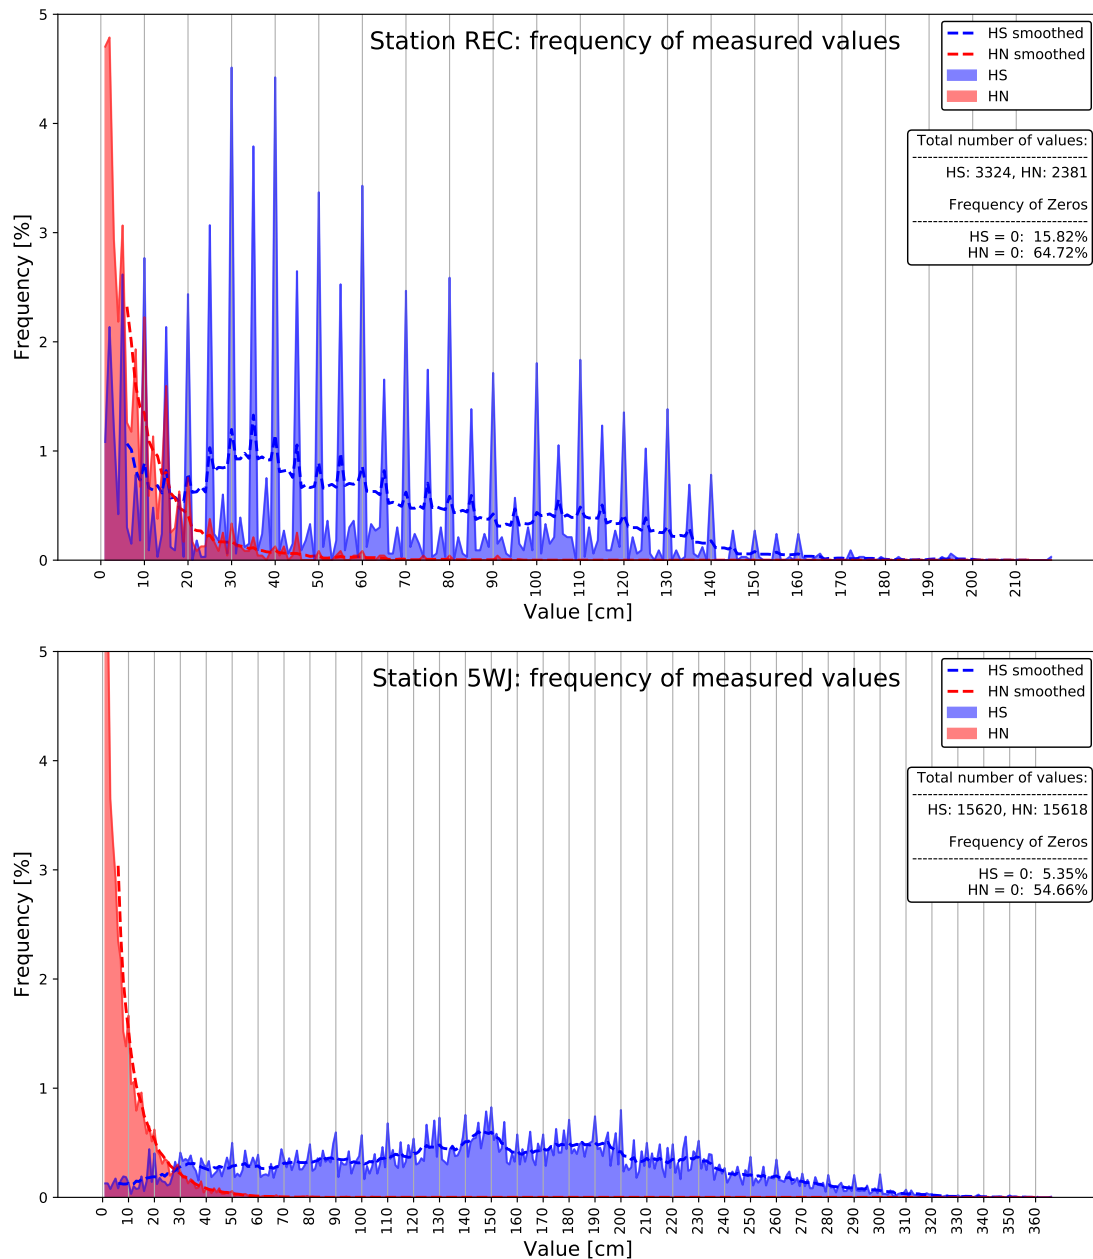 Station REC: frequency of measured values
HS smoothed
HN smoothed
HS
HN
Total number of values:
HS: 3324, HN: 2381
Frequency of Zeros
HS = 0: 15.82%
HN = 0: 64.72%
Frequency [%]
5
4
3
2
1
0
0 10 20 30 40 50 60 70 80 90 100 110 120 130 140 150 160 170 180 190 200 210
Value [cm]
Station 5WJ: frequency of measured values
HS smoothed
HN smoothed
HS
HN
Total number of values:
HS: 15620, HN: 15618
Frequency of Zeros
HS = 0: 5.35%
HN = 0: 54.66%
Frequency [%]
5
4
3
2
1
0
0 10 20 30 40 50 60 70 80 90 100 110 120 130 140 150 160 170 180 190 200 210 220 230 240 250 260 270 280 290 300 310 320 330 340 350 360
Value [cm]